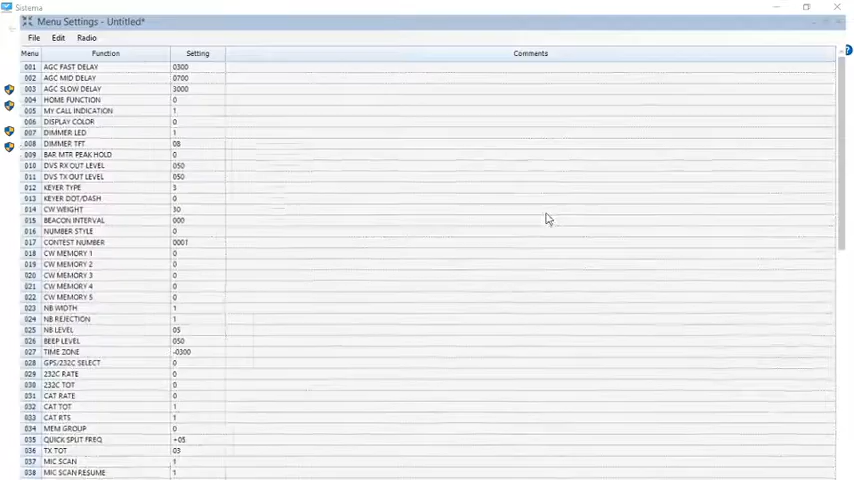 Sistema
Menu Settings - Untitled*
File Edit Radio
Menu Function Setting Comments
001 AGC FAST DELAY 0300
002 AGC MID DELAY 0700
003 AGC SLOW DELAY 3000
004 HOME FUNCTION 0
005 MY CALL INDICATION 1
006 DISPLAY COLOR 0
007 DIMMER LED 1
008 DIMMER TFT 08
009 BAR MTR PEAK HOLD 0
010 DVS RX OUT LEVEL 050
011 DVS TX OUT LEVEL 050
012 KEYER TYPE 3
013 KEYER DOT/DASH 0
014 CW WEIGHT 30
015 BEACON INTERVAL 000
016 NUMBER STYLE 0
017 CONTEST NUMBER 0001
018 CW MEMORY 1 0
019 CW MEMORY 2 0
020 CW MEMORY 3 0
021 CW MEMORY 4 0
022 CW MEMORY 5 0
023 NB WIDTH 1
024 NB REJECTION 1
025 NB LEVEL 05
026 BEEP LEVEL 050
027 TIME ZONE -0300
028 GPS/232C SELECT 0
029 232C RATE 0
030 232C TOT 0
031 CAT RATE 0
032 CAT TOT 1
033 CAT RTS 1
034 MEM GROUP 0
035 QUICK SPLIT FREQ +05
036 TX TOT 03
037 MIC SCAN 1
038 MIC SCAN RESUME 1